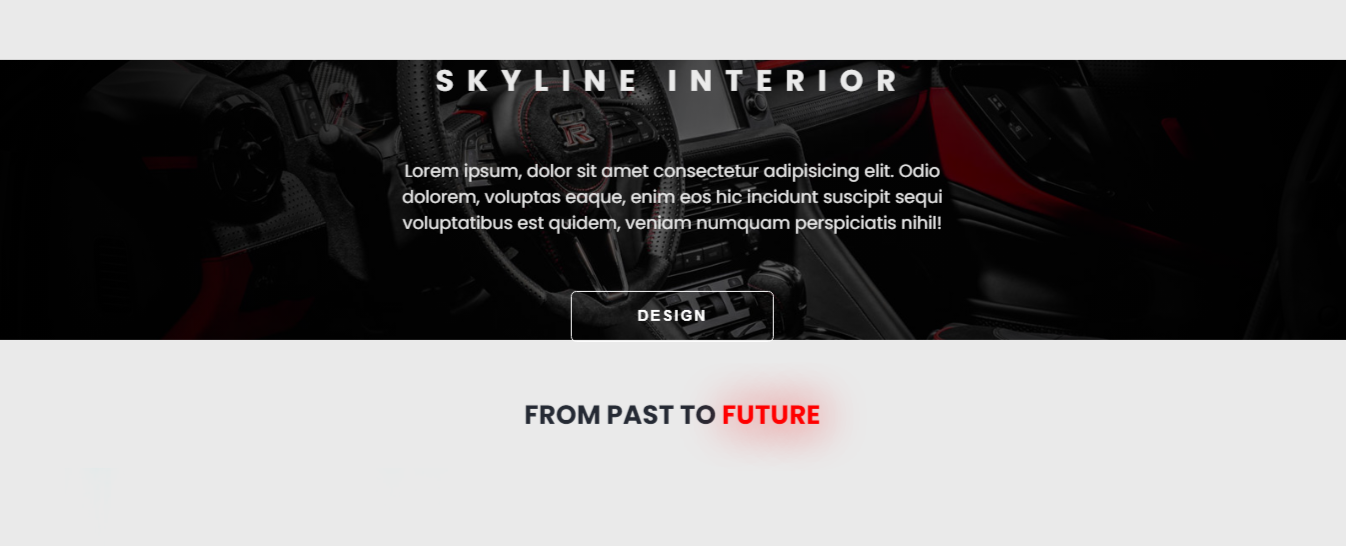 SKYLINE INTERIOR
GT
R
Lorem ipsum, dolor sit amet consectetur adipisicing elit. Odio
dolorem, voluptas eaque, enim eos hic incidunt suscipit sequi
voluptatibus est quidem, veniam numquam perspiciatis nihil!
DESIGN
FROM PAST TO FUTURE